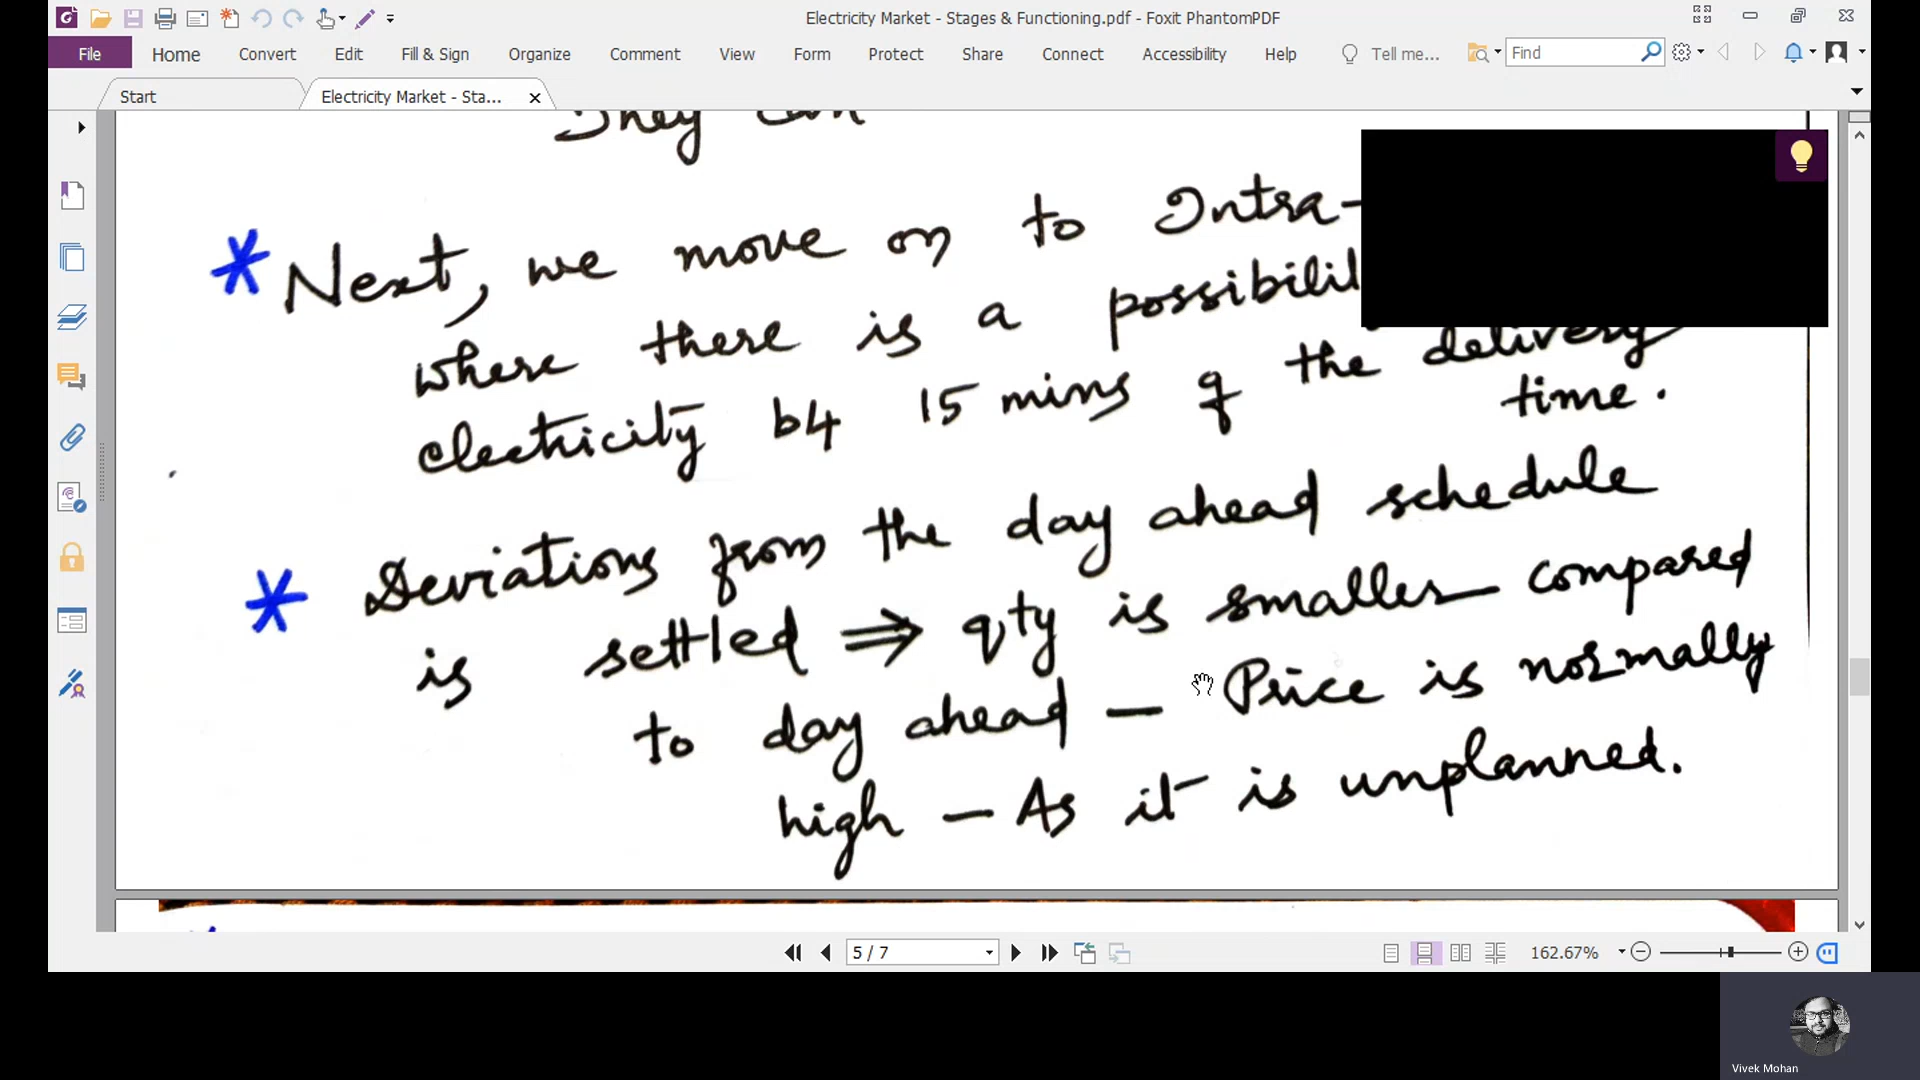 Electricity Market - Stages & Functioning.pdf - Foxit PhantomPDF
File Home Convert Edit Fill & Sign Organize Comment View Form Protect Share Connect Accessibility Help Tell me... Find
Start Electricity Market - Sta...
They can
* Next, we move on to Intra-
where there is a possibilit
electricity b4 15 mins of the delivery
time.
* Deviations from the day ahead schedule
is settled ⇒ qty is smaller compared
to day ahead — Price is normally
high — As it is unplanned.
5 / 7 162.67%
Vivek Mohan